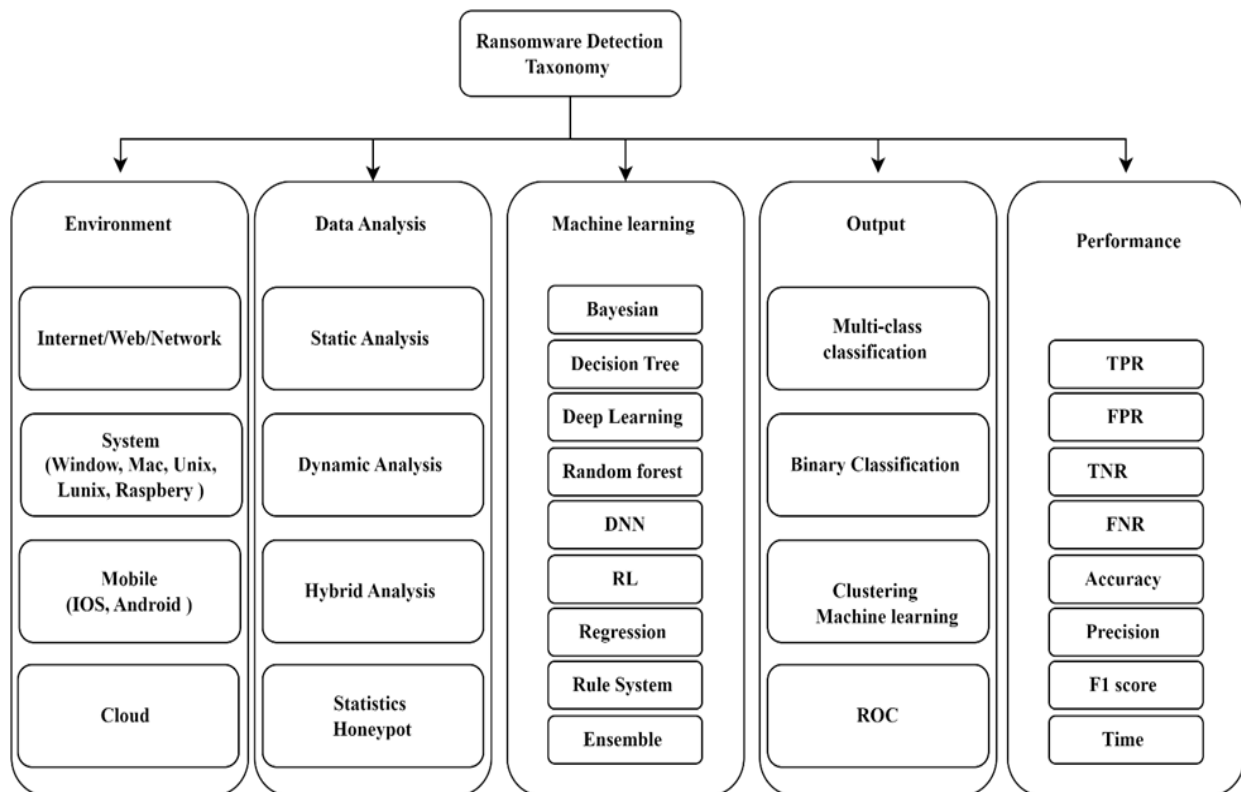 Ransomware Detection
Taxonomy
Environment
Internet/Web/Network
System
(Window, Mac, Unix,
Lunix, Raspbery )
Mobile
(IOS, Android )
Cloud
Data Analysis
Static Analysis
Dynamic Analysis
Hybrid Analysis
Statistics
Honeypot
Machine learning
Bayesian
Decision Tree
Deep Learning
Random forest
DNN
RL
Regression
Rule System
Ensemble
Output
Multi-class
classification
Binary Classification
Clustering
Machine learning
ROC
Performance
TPR
FPR
TNR
FNR
Accuracy
Precision
F1 score
Time